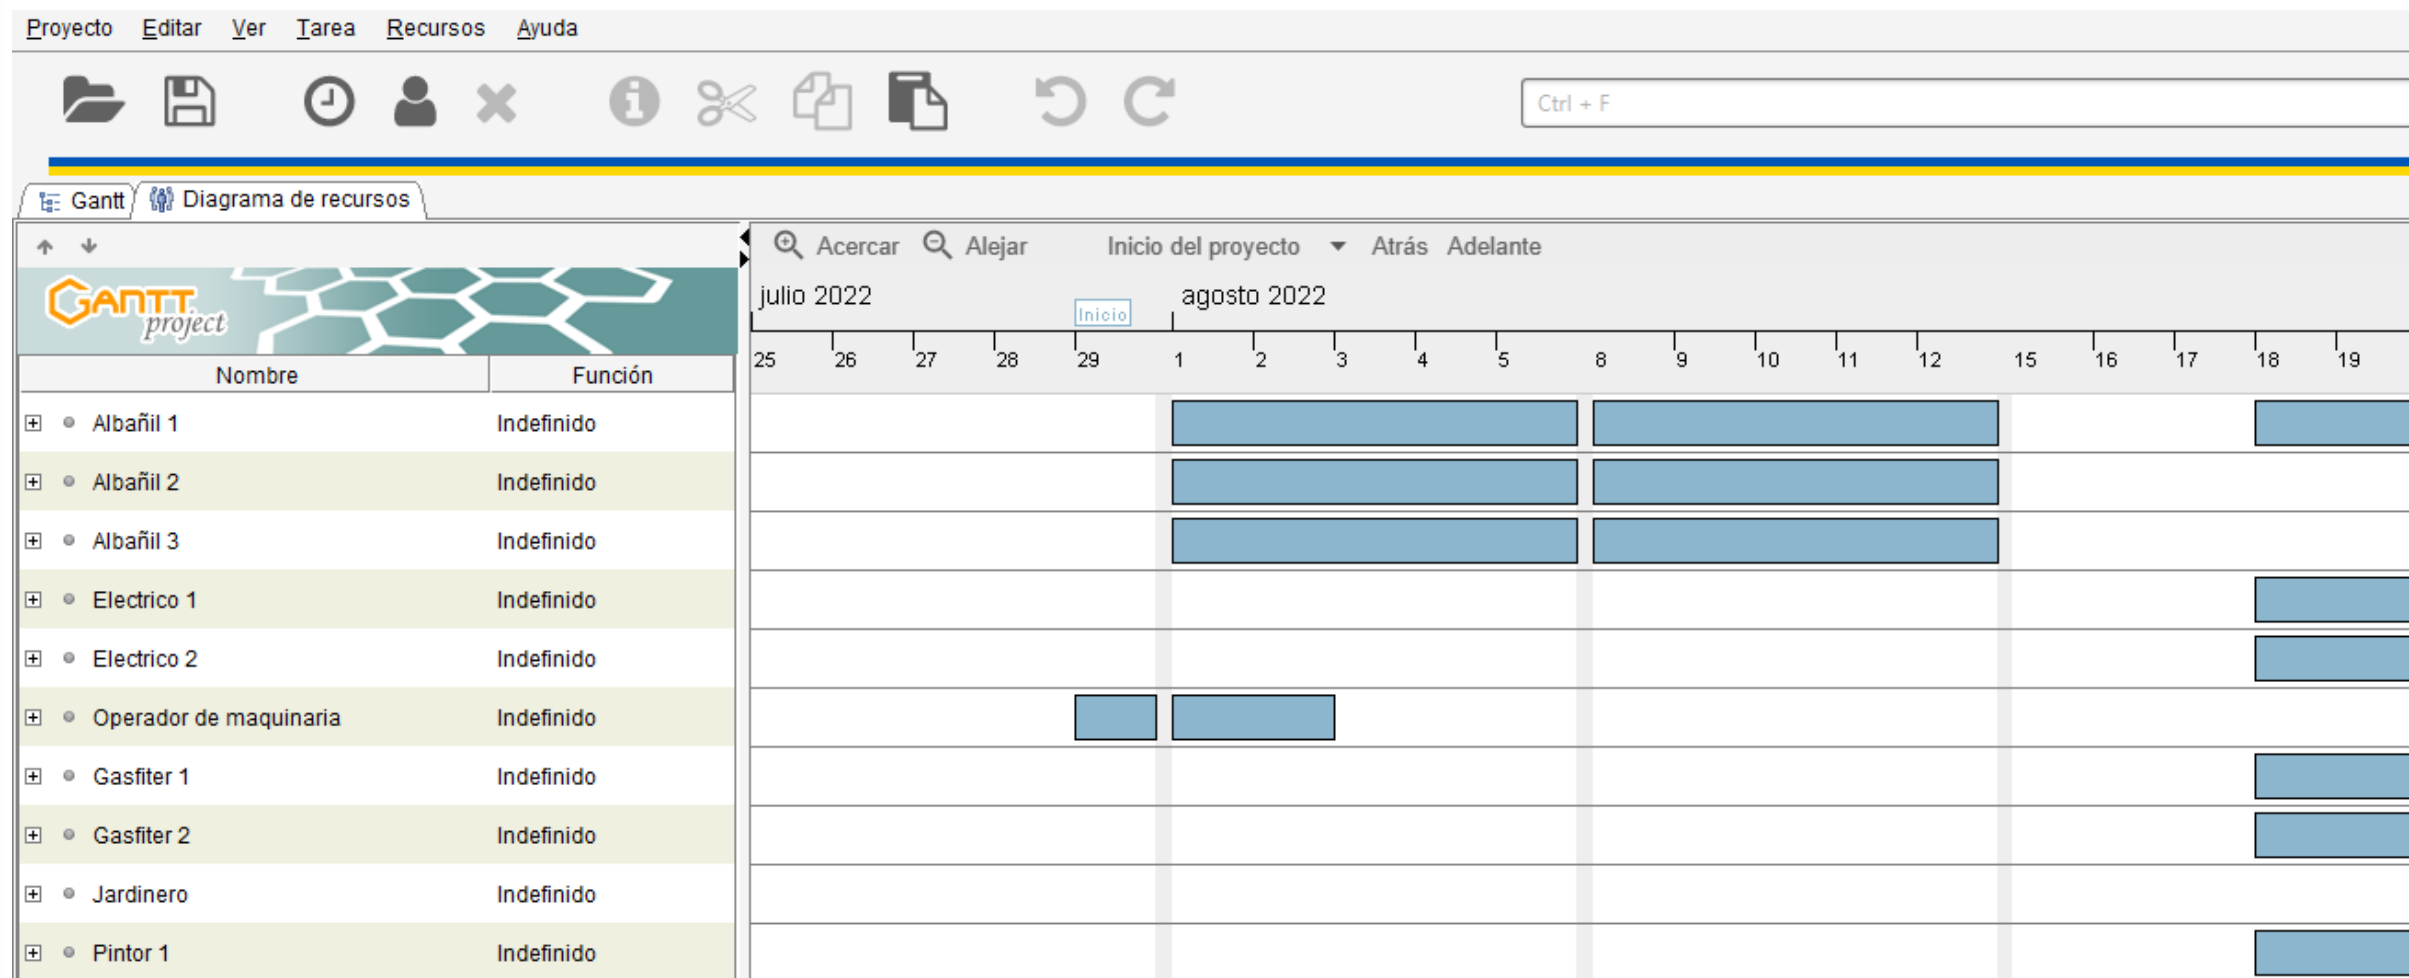 Proyecto Editar Ver Tarea Recursos Ayuda
Ctrl + F
Gantt Diagrama de recursos
Acercar Alejar Inicio del proyecto Atrás Adelante
GANTT project
julio 2022 agosto 2022
Inicio
25 26 27 28 29 1 2 3 4 5 8 9 10 11 12 15 16 17 18 19
Nombre Función
Albañil 1 Indefinido
Albañil 2 Indefinido
Albañil 3 Indefinido
Electrico 1 Indefinido
Electrico 2 Indefinido
Operador de maquinaria Indefinido
Gasfiter 1 Indefinido
Gasfiter 2 Indefinido
Jardinero Indefinido
Pintor 1 Indefinido